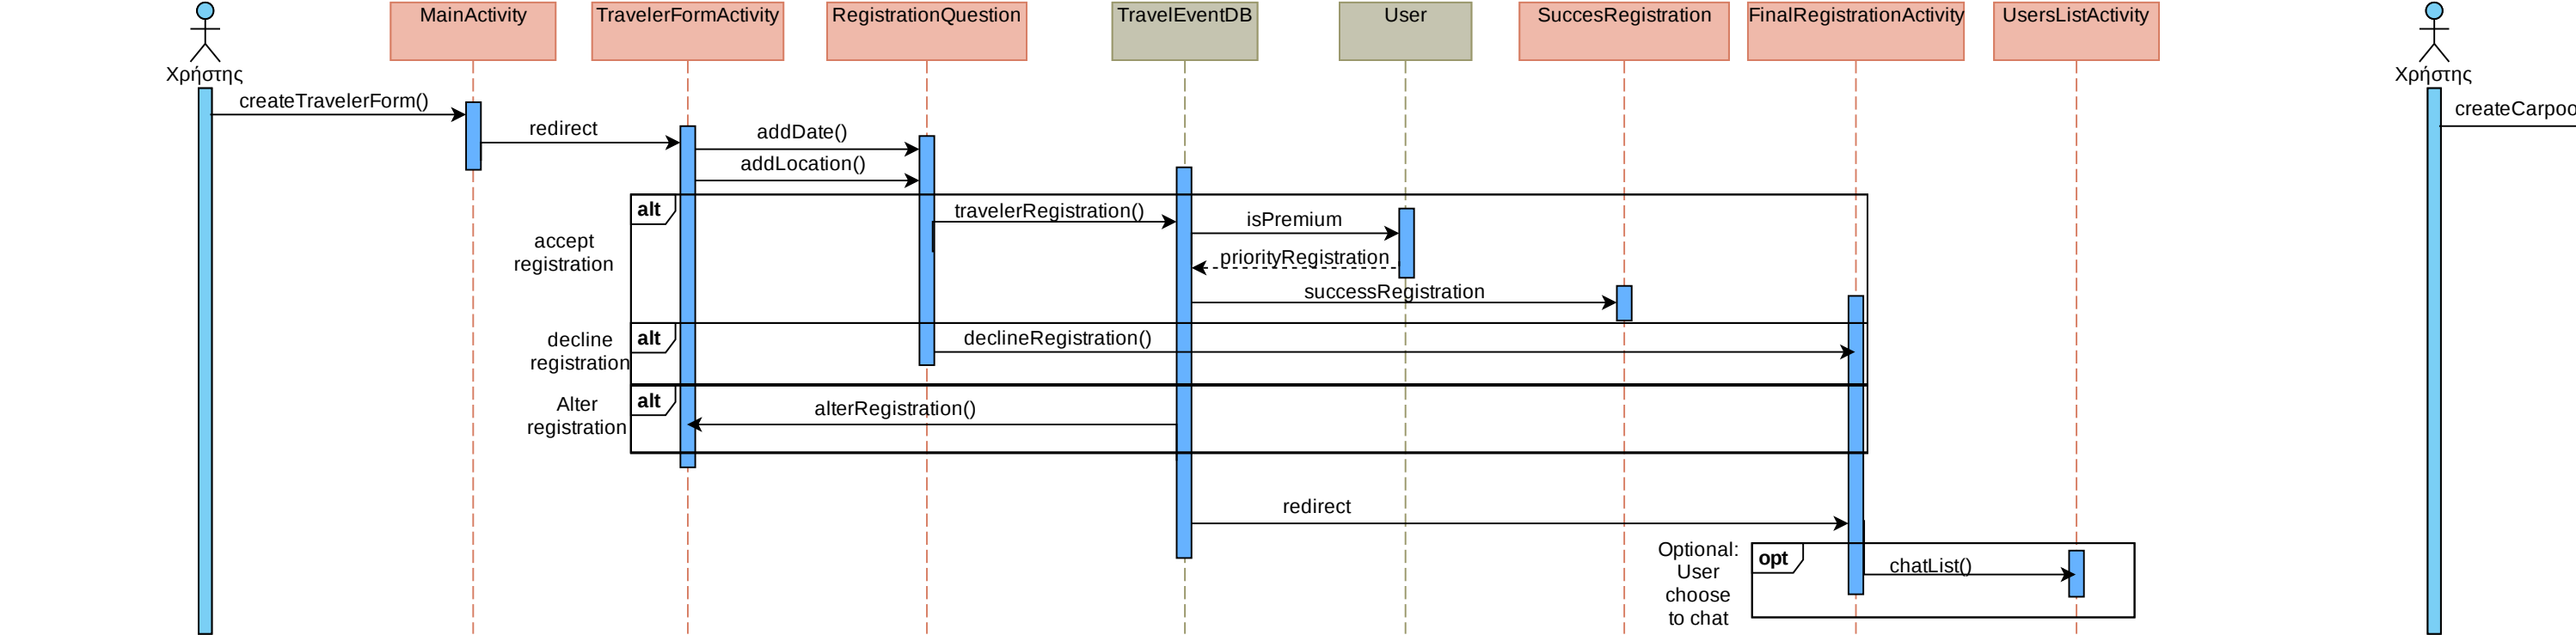 MainActivity
TravelerFormActivity
RegistrationQuestion
TravelEventDB
User
SuccesRegistration
FinalRegistrationActivity
UsersListActivity
Χρήστης
Χρήστης
createTravelerForm()
createCarpoo
redirect
addDate()
addLocation()
alt
travelerRegistration()
isPremium
accept
registration
priorityRegistration
successRegistration
alt
decline
registration
declineRegistration()
alt
Alter
registration
alterRegistration()
redirect
Optional:
User
choose
to chat
opt
chatList()